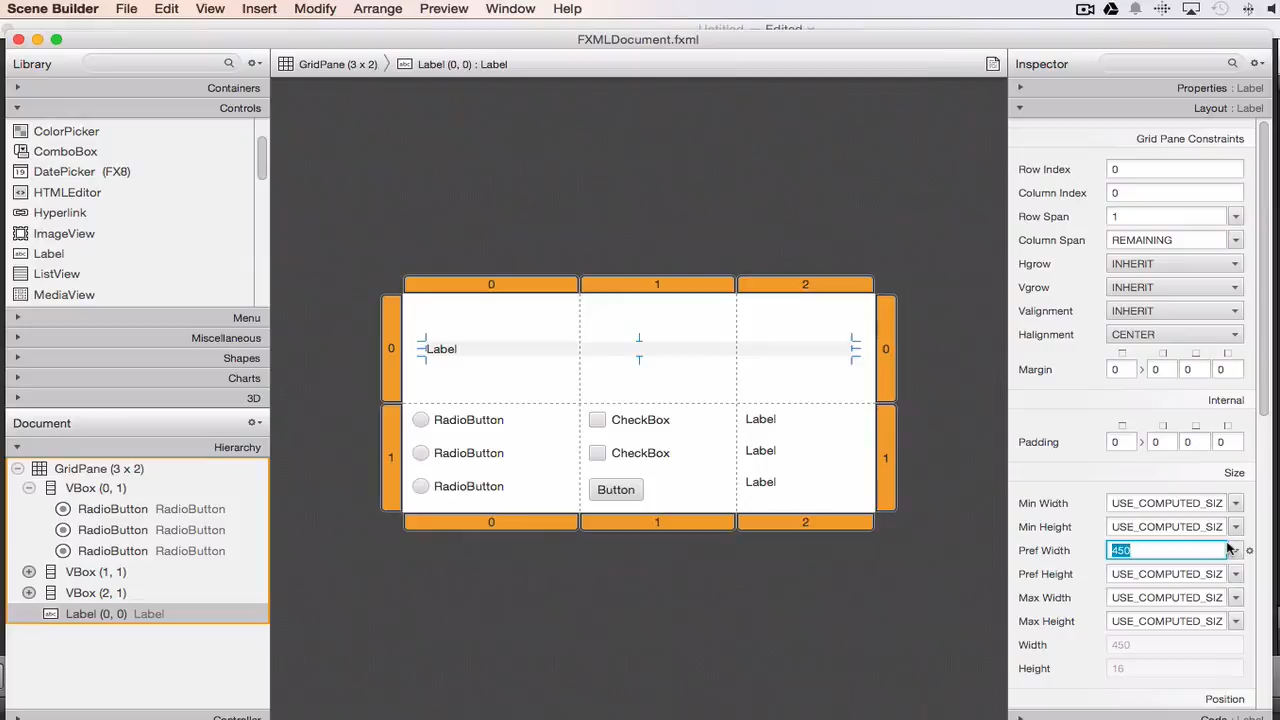 Scene Builder File Edit View Insert Modify Arrange Preview Window Help
Untitled — Edited
FXMLDocument.fxml
Library
GridPane (3 x 2) Label (0, 0) : Label
Inspector
Containers
Controls
ColorPicker
ComboBox
DatePicker (FX8)
HTMLEditor
Hyperlink
ImageView
Label
ListView
MediaView
Menu
Miscellaneous
Shapes
Charts
3D
Document
Hierarchy
GridPane (3 x 2)
VBox (0, 1)
RadioButton RadioButton
RadioButton RadioButton
RadioButton RadioButton
VBox (1, 1)
VBox (2, 1)
Label (0, 0) Label
Controller
0 1 2
0 Label 0
1 1
RadioButton CheckBox Label
RadioButton CheckBox Label
RadioButton Button Label
0 1 2
Properties : Label
Layout : Label
Grid Pane Constraints
Row Index 0
Column Index 0
Row Span 1
Column Span REMAINING
Hgrow INHERIT
Vgrow INHERIT
Valignment INHERIT
Halignment CENTER
Margin 0 0 0 0
Internal
Padding 0 0 0 0
Size
Min Width USE_COMPUTED_SIZ
Min Height USE_COMPUTED_SIZ
Pref Width 450
Pref Height USE_COMPUTED_SIZ
Max Width USE_COMPUTED_SIZ
Max Height USE_COMPUTED_SIZ
Width 450
Height 16
Position
Code : Label